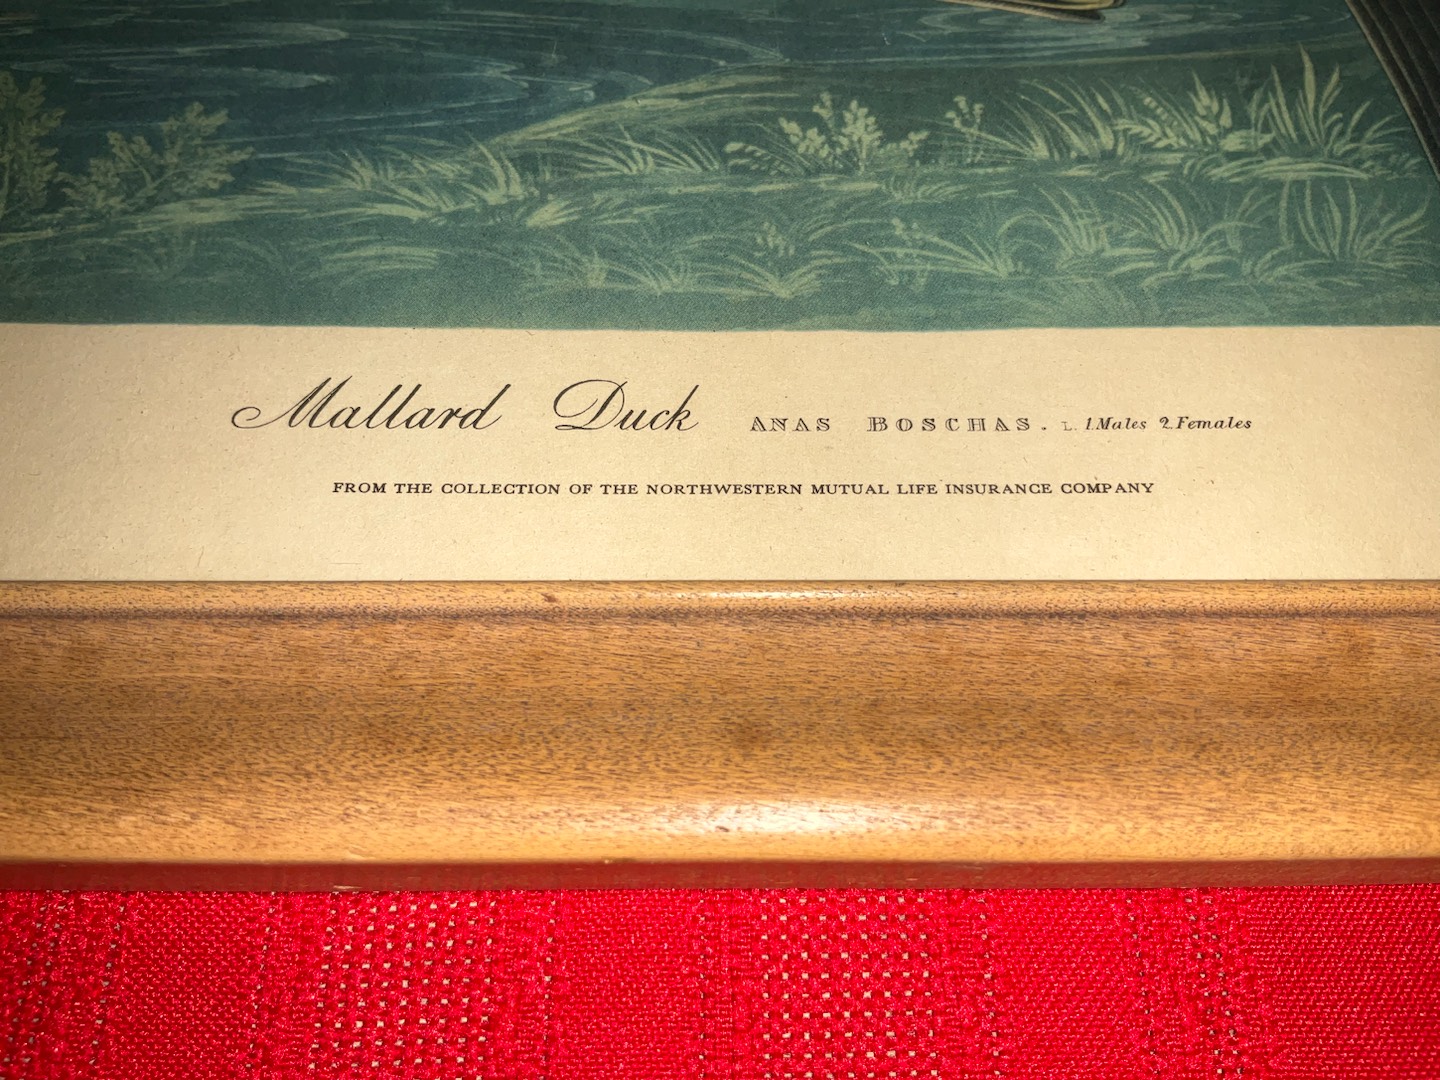 Mallard Duck ANAS BOSCHAS. L. 1.Males 2.Females
FROM THE COLLECTION OF THE NORTHWESTERN MUTUAL LIFE INSURANCE COMPANY